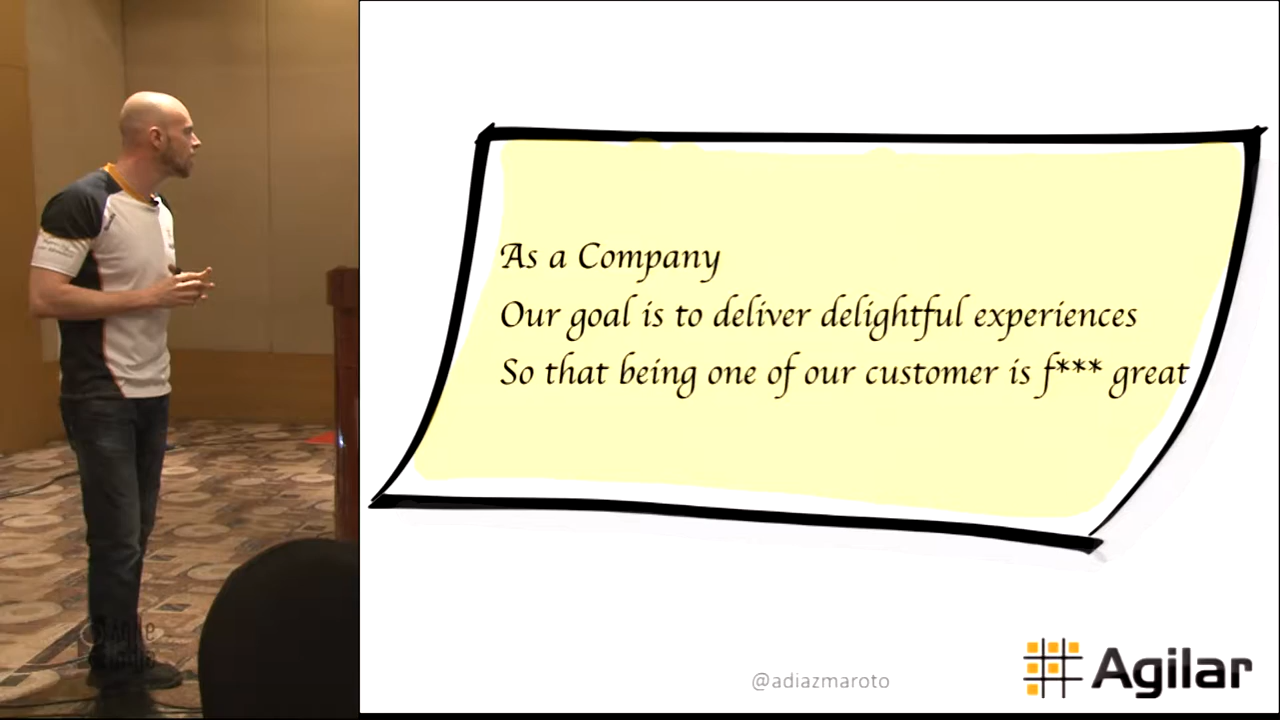 As a Company
Our goal is to deliver delightful experiences
So that being one of our customer is f*** great
@adiazmaroto
Agilar